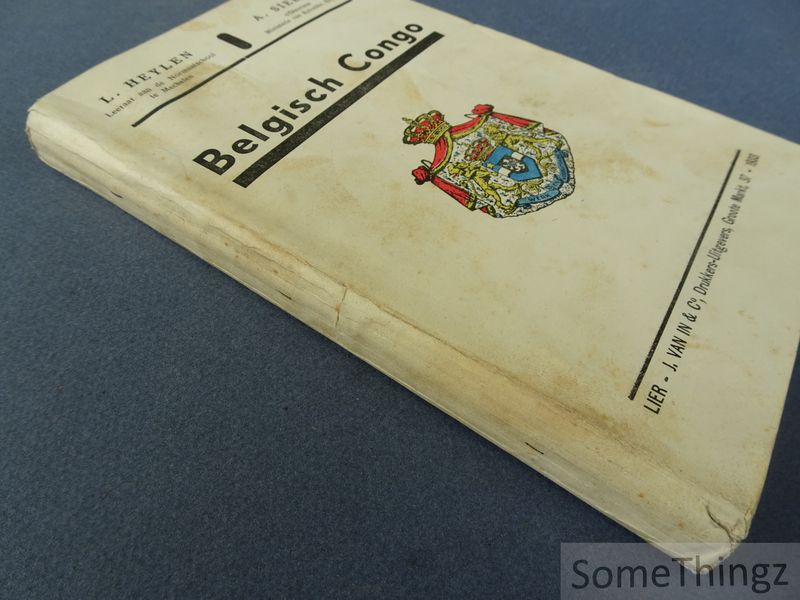 L. HEYLEN
Leeraar aan de Normaalschool
te Mechelen
A.
Belgisch Congo
LIER - J. VAN IN & Cº, Drukkers-Uitgevers, Groote Markt, 37 - 1933
SomeThingz